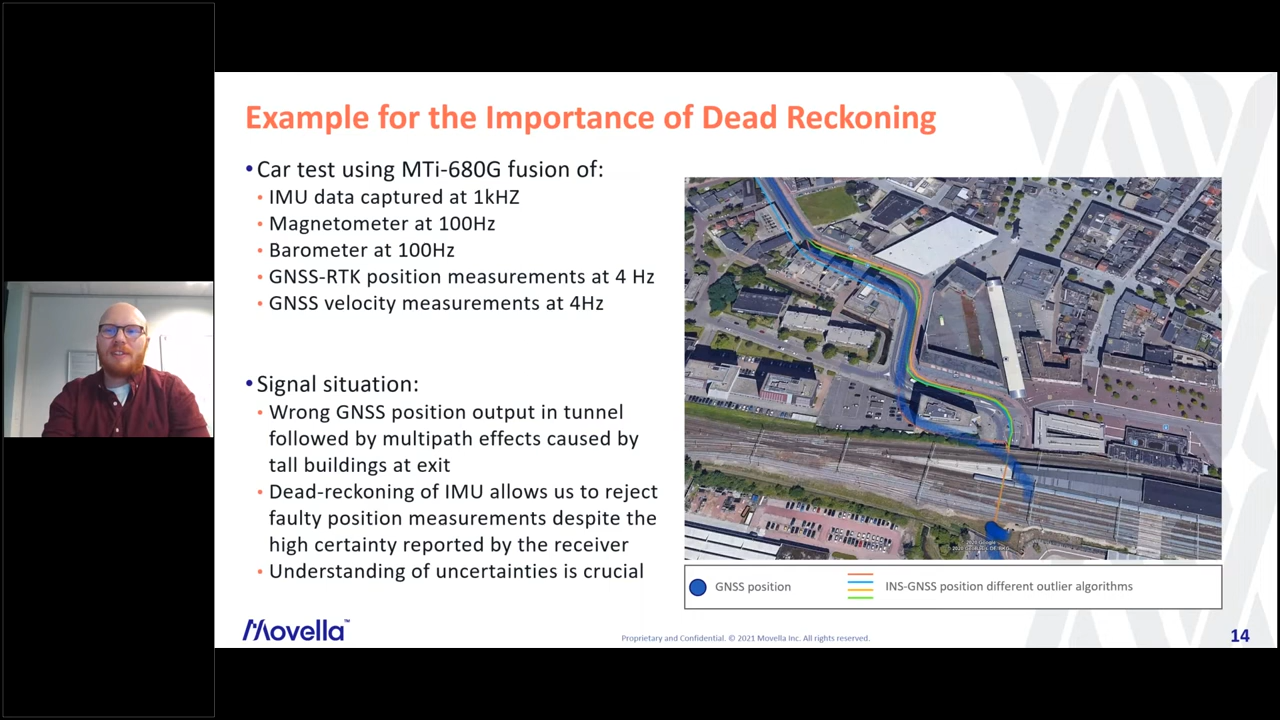 Example for the Importance of Dead Reckoning
• Car test using MTi-680G fusion of:
• IMU data captured at 1kHZ
• Magnetometer at 100Hz
• Barometer at 100Hz
• GNSS-RTK position measurements at 4 Hz
• GNSS velocity measurements at 4Hz
• Signal situation:
• Wrong GNSS position output in tunnel
followed by multipath effects caused by
tall buildings at exit
• Dead-reckoning of IMU allows us to reject
faulty position measurements despite the
high certainty reported by the receiver
• Understanding of uncertainties is crucial
GNSS position
INS-GNSS position different outlier algorithms
Movella™
Proprietary and Confidential. © 2021 Movella Inc. All rights reserved.
14